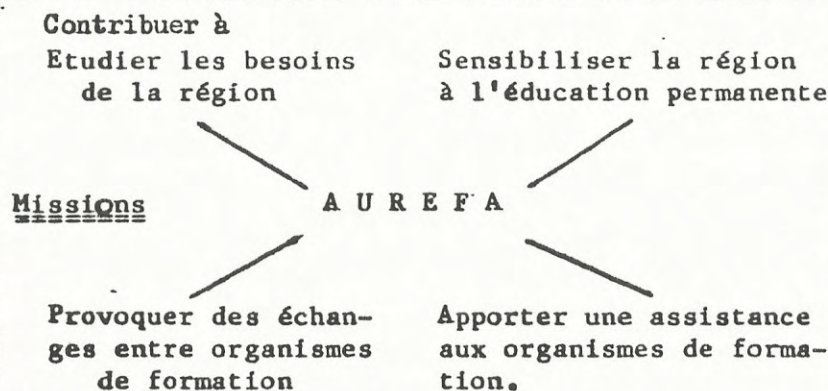 Contribuer à
Etudier les besoins
de la région
Sensibiliser la région
à l'éducation permanente
Missions
A U R E F A
Provoquer des échan-
ges entre organismes
de formation
Apporter une assistance
aux organismes de forma-
tion.